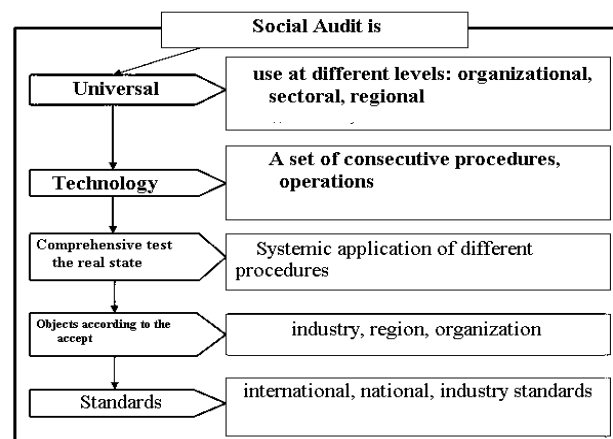 Social Audit is
Universal
use at different levels: organizational,
sectoral, regional
Technology
A set of consecutive procedures,
operations
Comprehensive test
the real state
Systemic application of different
procedures
Objects according to the
accept
industry, region, organization
Standards
international, national, industry standards